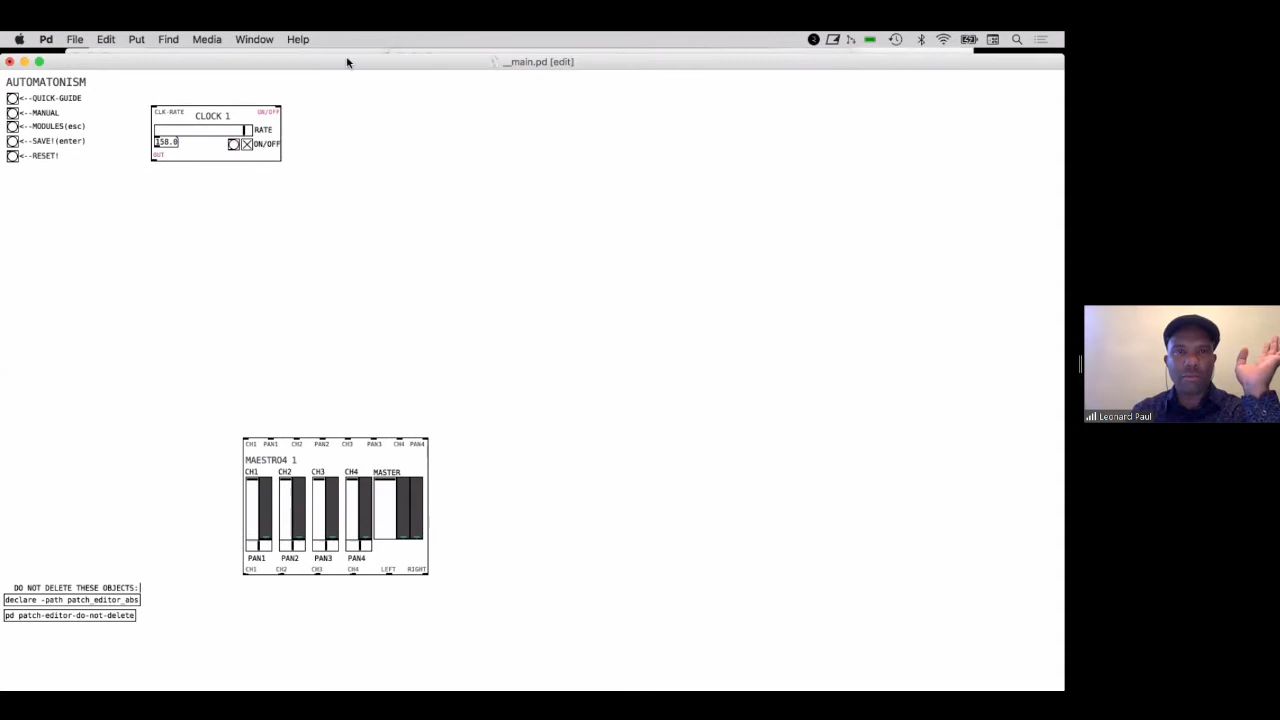 Pd File Edit Put Find Media Window Help
__main.pd [edit]
AUTOMATONISM
<--QUICK-GUIDE
<--MANUAL
<--MODULES(esc)
<--SAVE!(enter)
<--RESET!
CLK-RATE ON/OFF
CLOCK 1
RATE
158.0
ON/OFF
OUT
CH1 PAN1 CH2 PAN2 CH3 PAN3 CH4 PAN4
MAESTRO4 1
CH1 CH2 CH3 CH4 MASTER
PAN1 PAN2 PAN3 PAN4
CH1 CH2 CH3 CH4 LEFT RIGHT
DO NOT DELETE THESE OBJECTS:
declare -path patch_editor_abs
pd patch-editor-do-not-delete
Leonard Paul